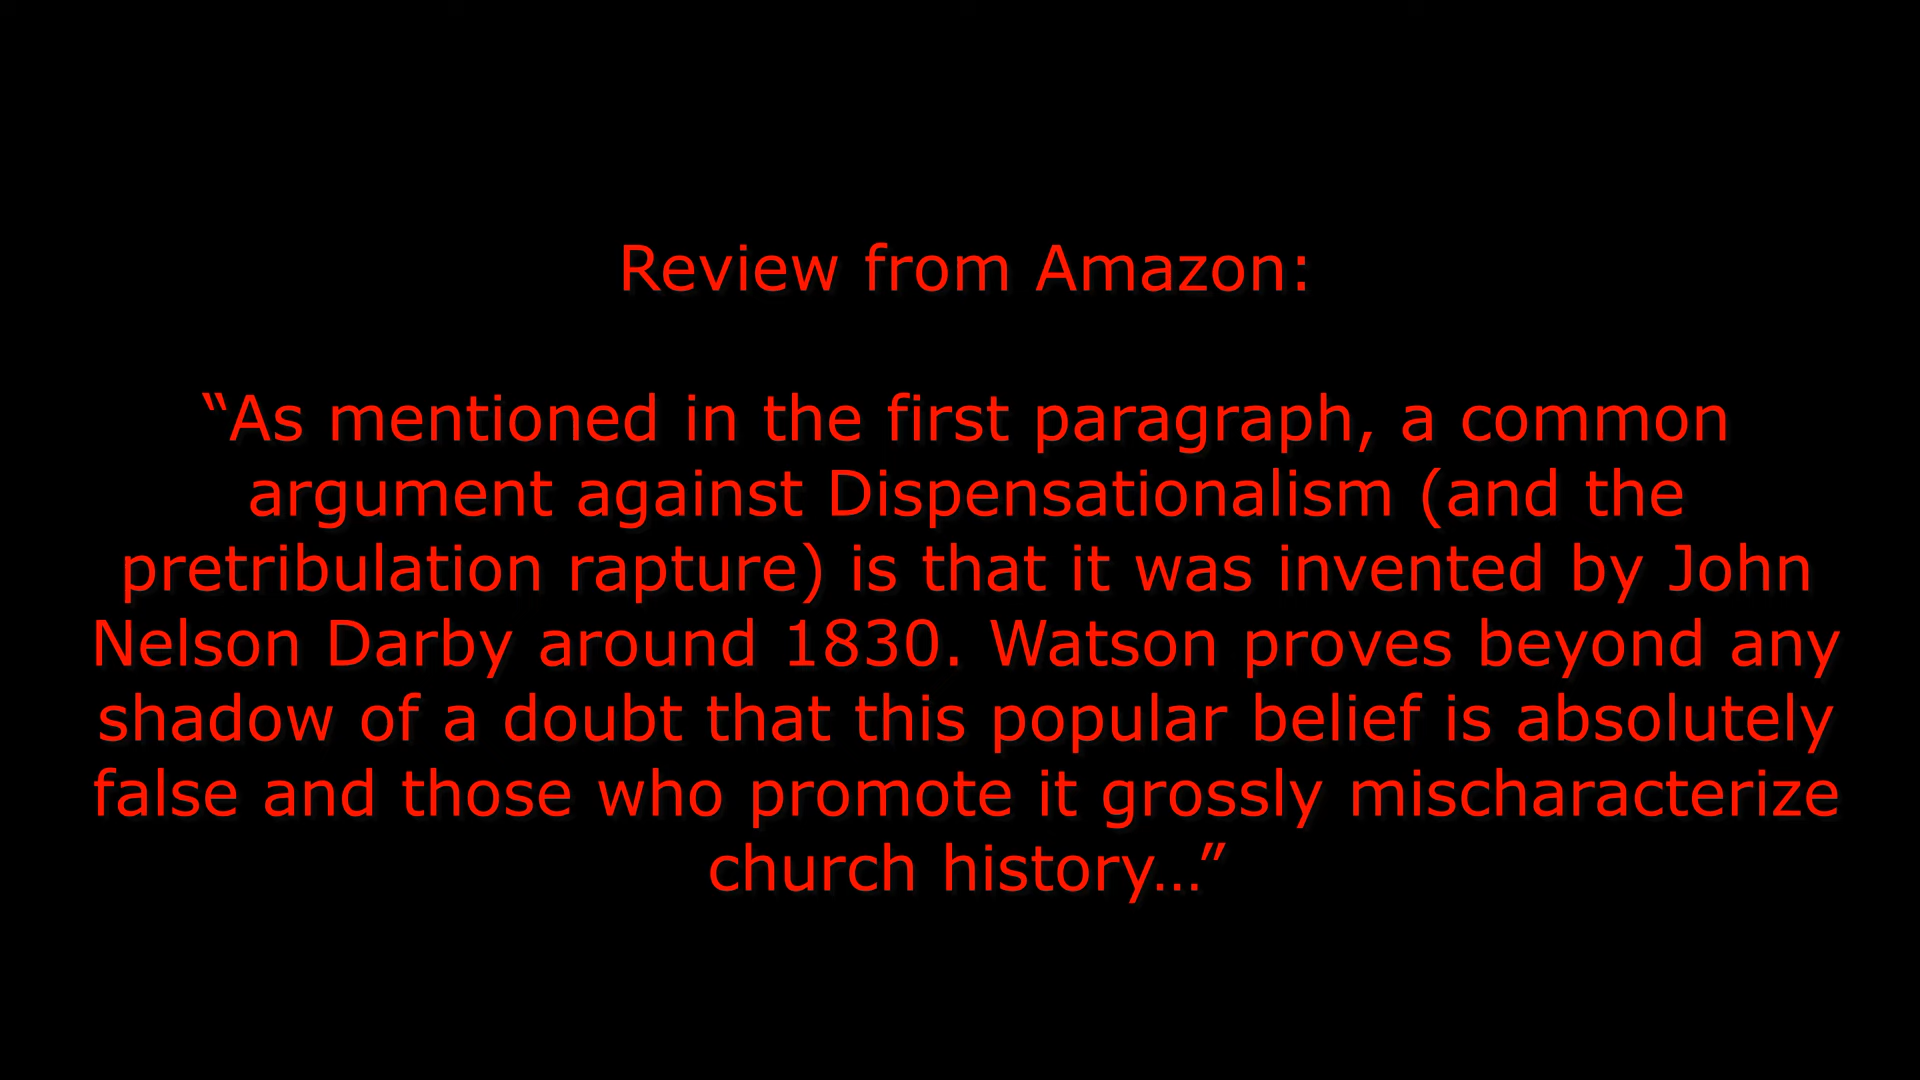 Review from Amazon:
“As mentioned in the first paragraph, a common
argument against Dispensationalism (and the
pretribulation rapture) is that it was invented by John
Nelson Darby around 1830. Watson proves beyond any
shadow of a doubt that this popular belief is absolutely
false and those who promote it grossly mischaracterize
church history…”